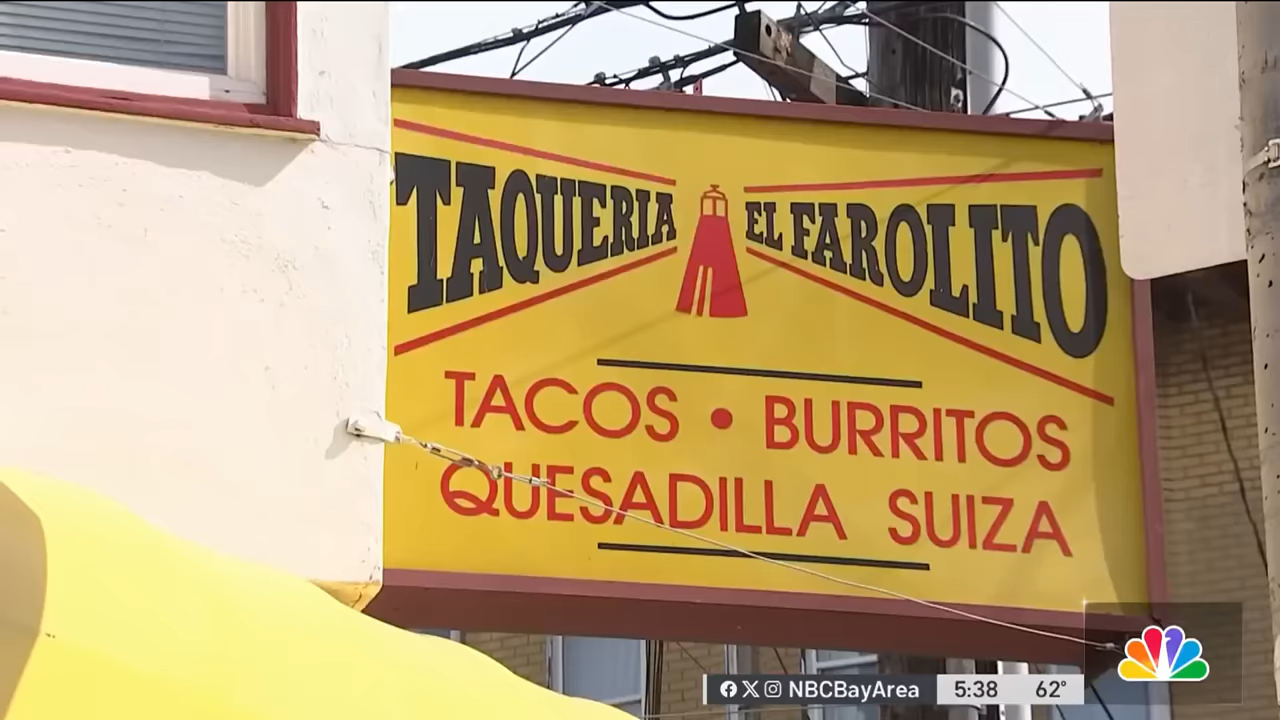 TAQUERIA EL FAROLITO
TACOS • BURRITOS
QUESADILLA SUIZA
NBCBayArea 5:38 62°